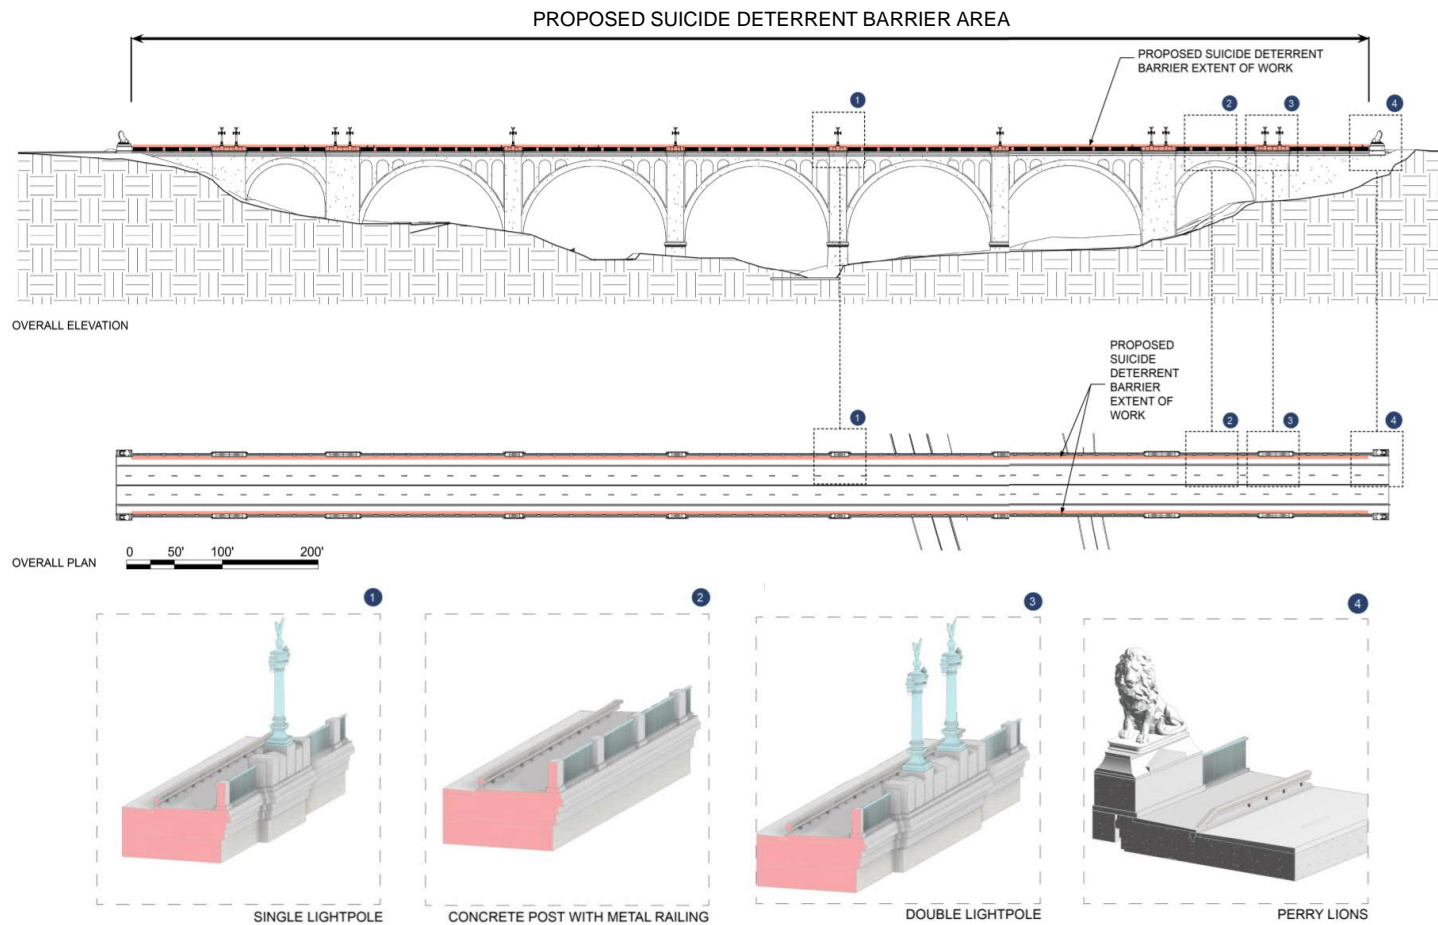 PROPOSED SUICIDE DETERRENT BARRIER AREA
PROPOSED SUICIDE DETERRENT
BARRIER EXTENT OF WORK
1
2
3
4
OVERALL ELEVATION
PROPOSED
SUICIDE
DETERRENT
BARRIER
EXTENT OF
WORK
1
2
3
4
OVERALL PLAN
0 50' 100' 200'
1
2
3
4
SINGLE LIGHTPOLE
CONCRETE POST WITH METAL RAILING
DOUBLE LIGHTPOLE
PERRY LIONS